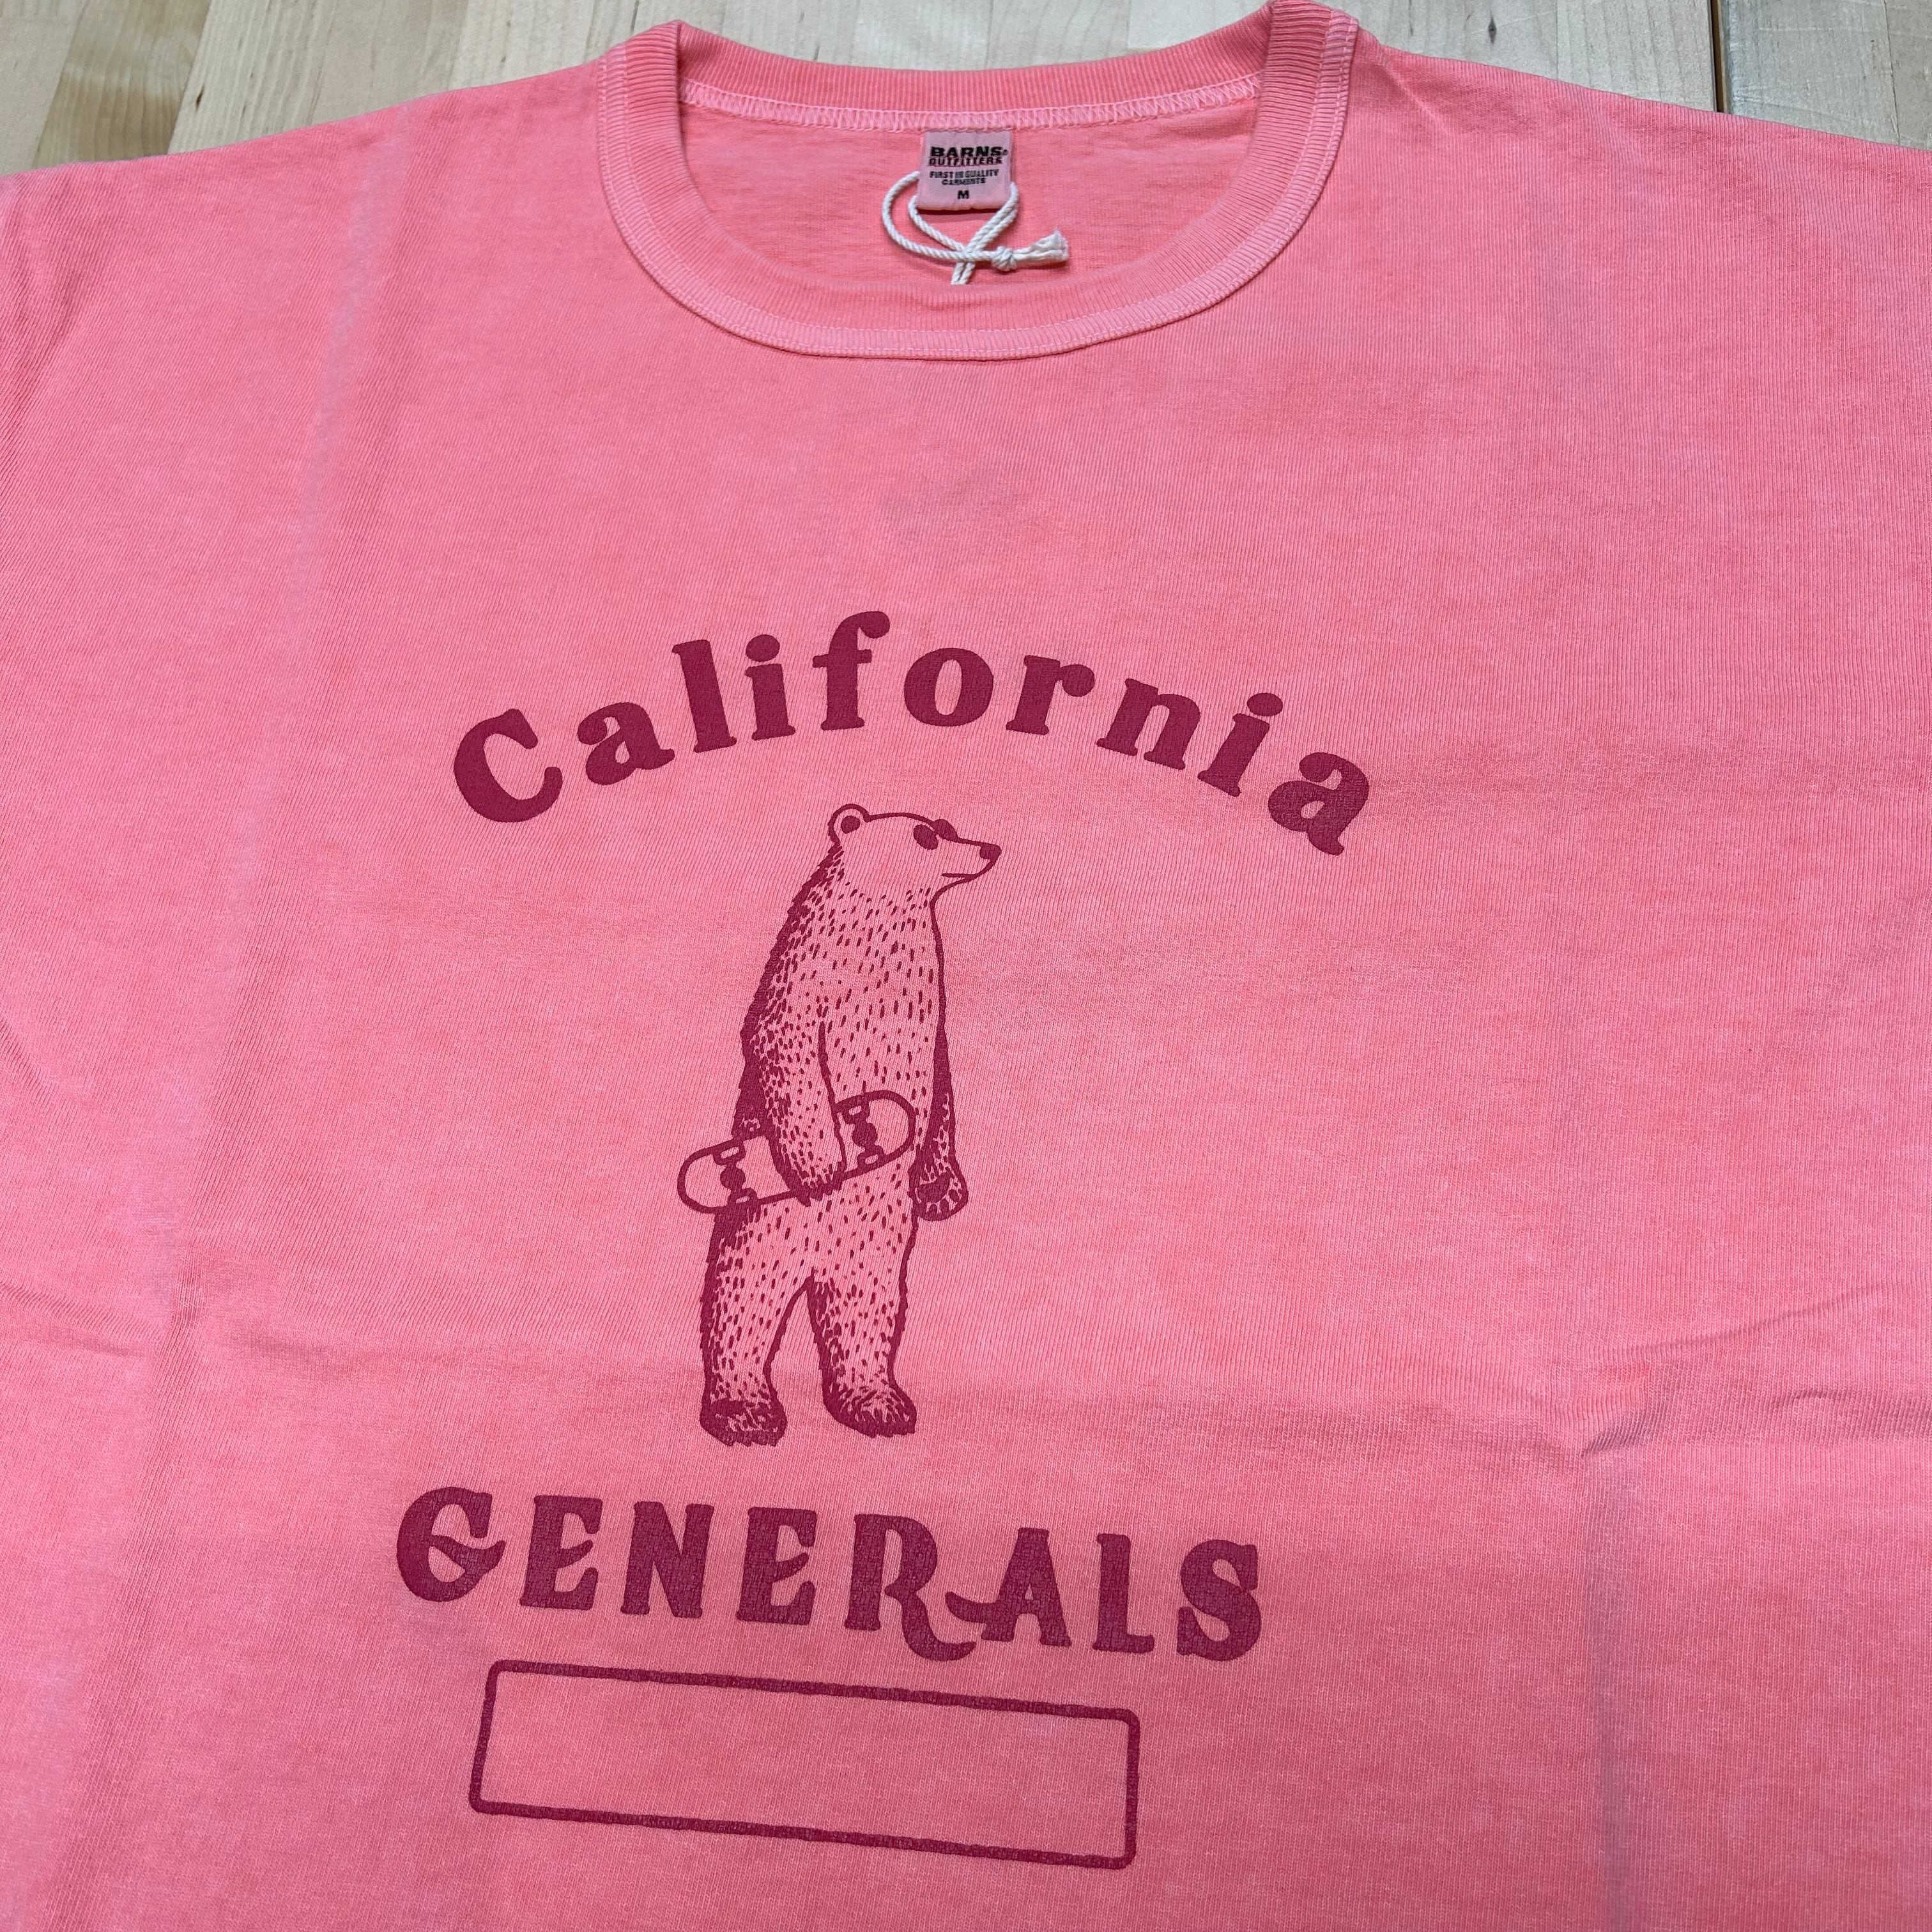 BARNS
OUTFITTERS
FIRST IN QUALITY
GARMENTS
M
California
GENERALS